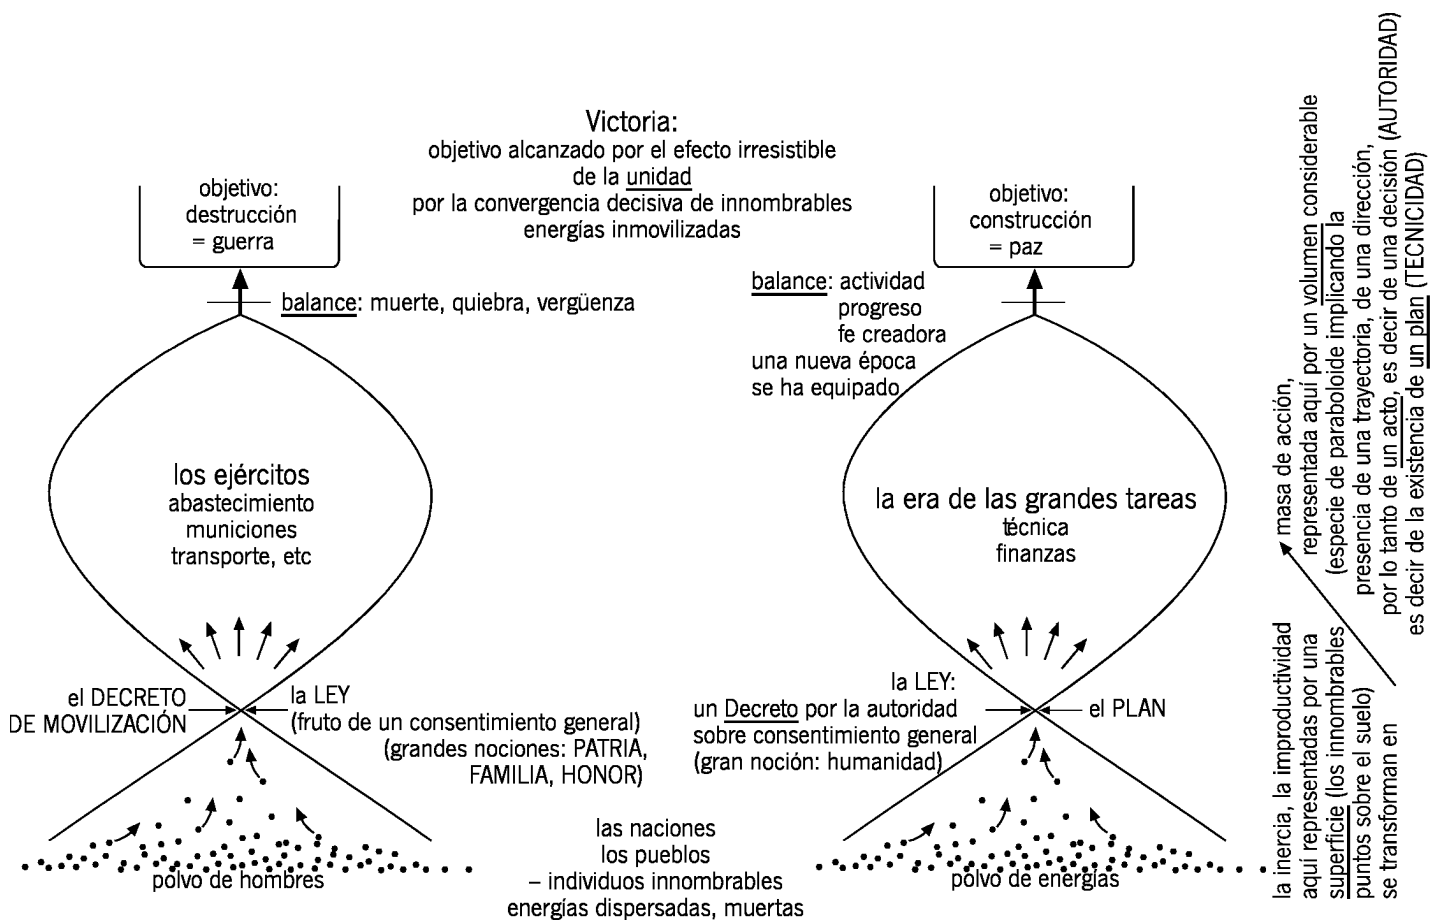 Victoria:
objetivo alcanzado por el efecto irresistible
de la unidad
por la convergencia decisiva de innombrables
energías inmovilizadas
objetivo:
destrucción
= guerra
balance: muerte, quiebra, vergüenza
los ejércitos
abastecimiento
municiones
transporte, etc
el DECRETO
DE MOVILIZACIÓN
la LEY
(fruto de un consentimiento general)
(grandes nociones: PATRIA,
FAMILIA, HONOR)
polvo de hombres
las naciones
los pueblos
– individuos innombrables
energías dispersadas, muertas
objetivo:
construcción
= paz
balance: actividad
progreso
fe creadora
una nueva época
se ha equipado
la era de las grandes tareas
técnica
finanzas
la LEY:
un Decreto por la autoridad
sobre consentimiento general
(gran noción: humanidad)
el PLAN
polvo de energías
la inercia, la improductividad
aquí representadas por una
superficie (los innombrables
puntos sobre el suelo)
se transforman en
masa de acción,
representada aquí por un volumen considerable
(especie de paraboloide implicando la
presencia de una trayectoria, de una dirección,
por lo tanto de un acto, es decir de una decisión (AUTORIDAD)
es decir de la existencia de un plan (TECNICIDAD)